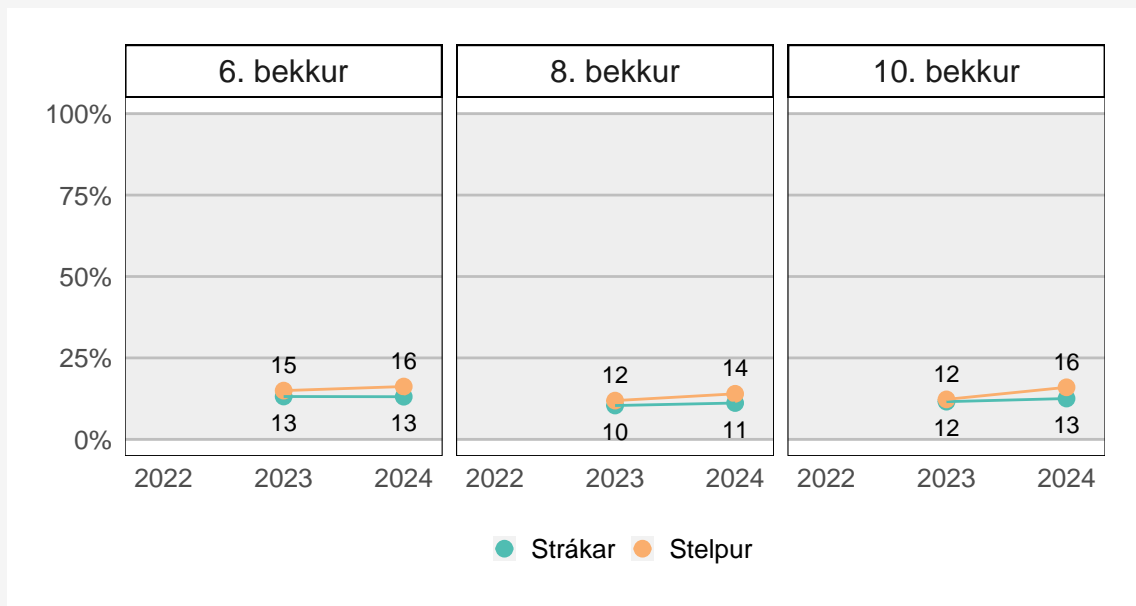 6. bekkur 8. bekkur 10. bekkur
100%
75%
50%
25%
0%
15 16 12 14 12 16
13 13 10 11 12 13
2022 2023 2024 2022 2023 2024 2022 2023 2024
Strákar Stelpur